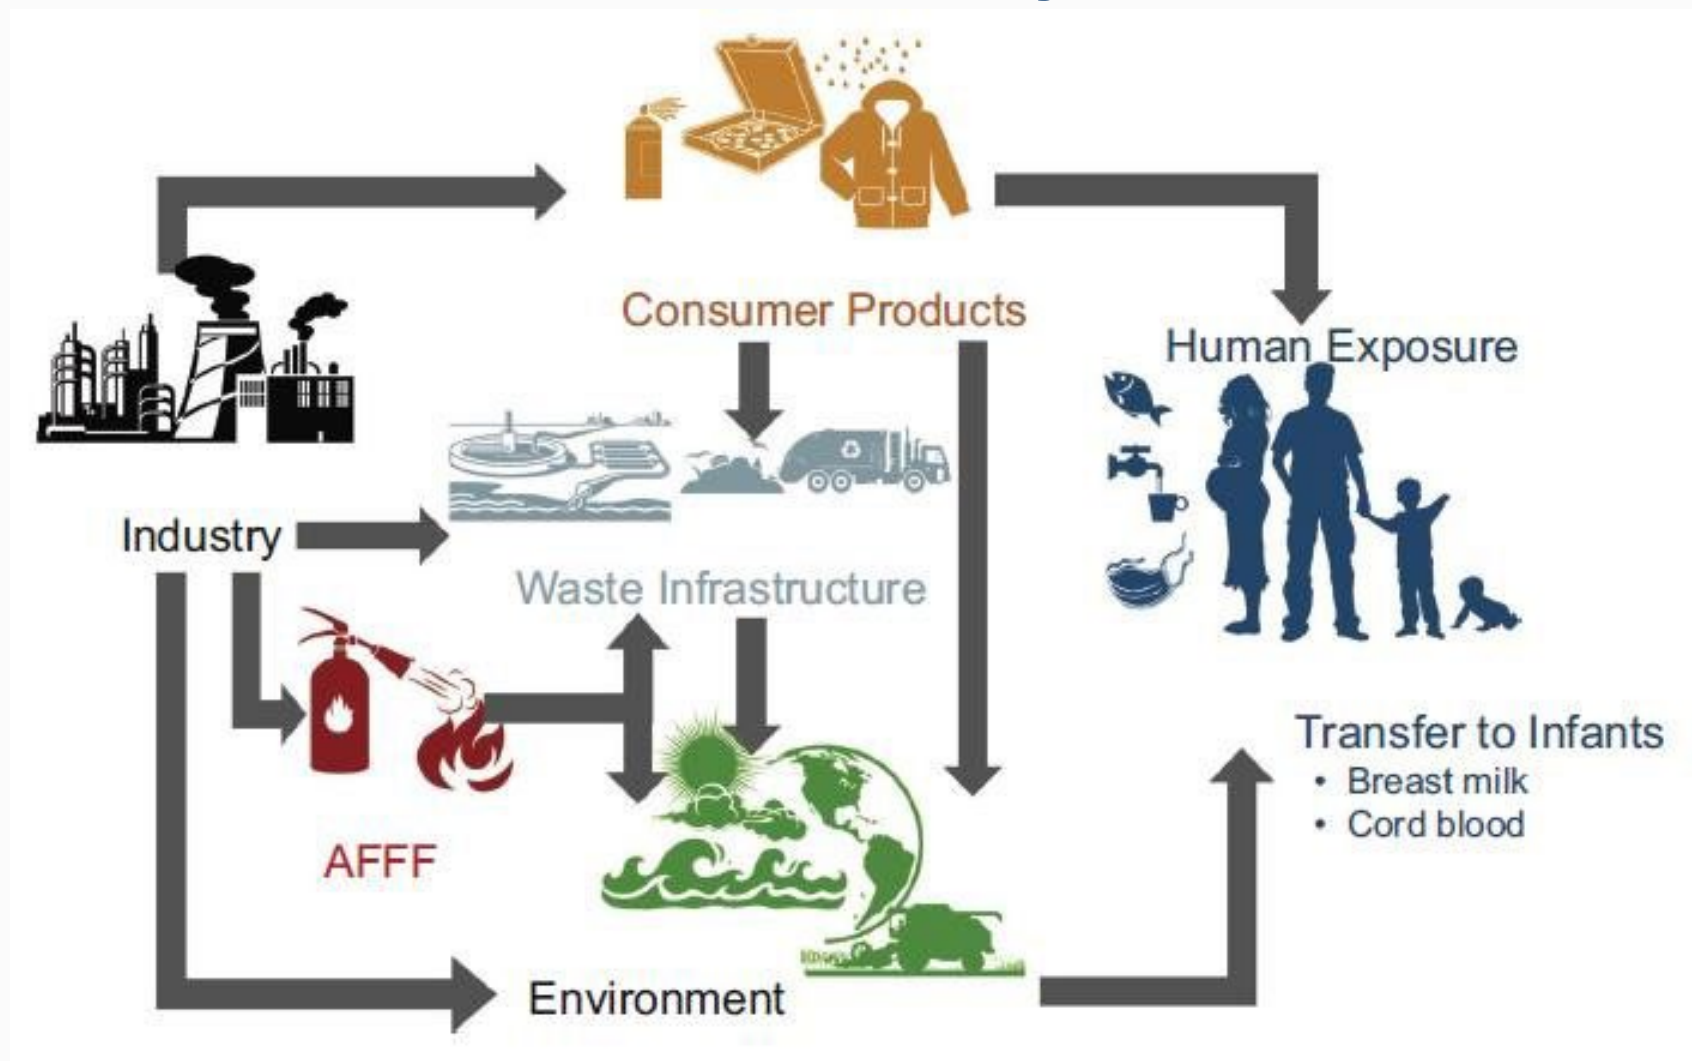 Consumer Products
Human Exposure
Industry
Waste Infrastructure
Transfer to Infants
• Breast milk
• Cord blood
AFFF
Environment